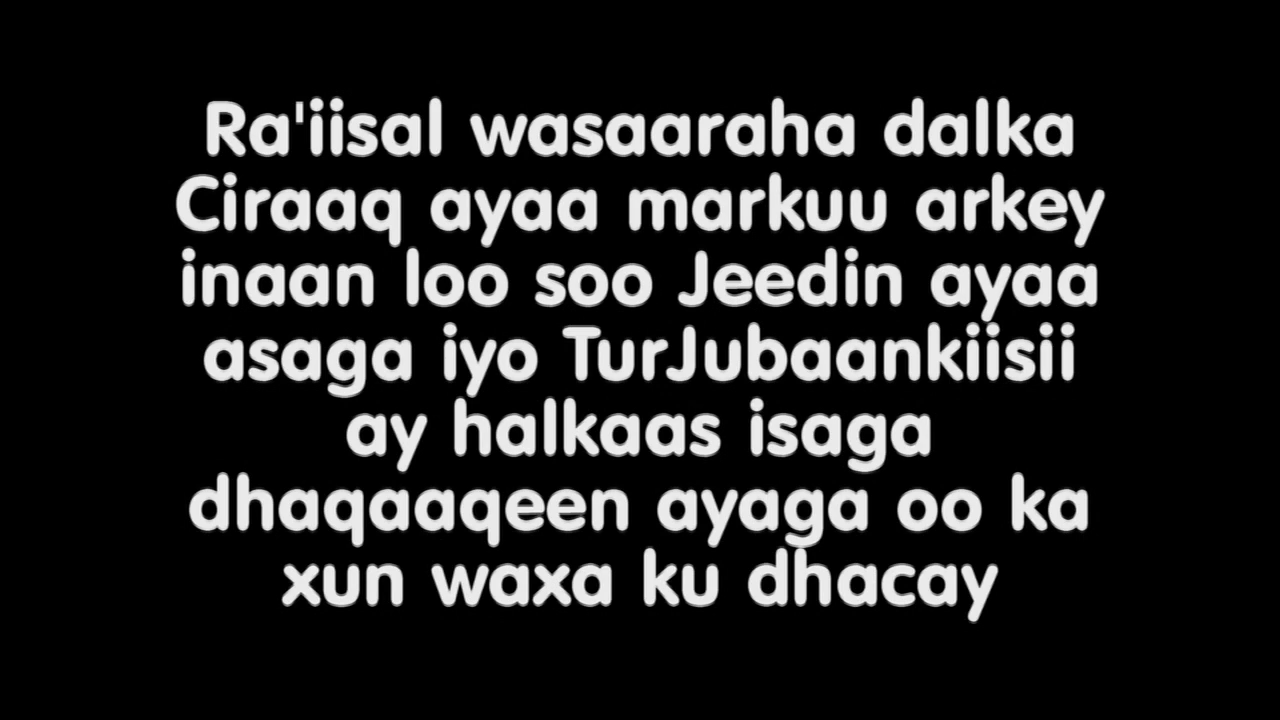 Ra'iisal wasaaraha dalka
Ciraaq ayaa markuu arkey
inaan loo soo Jeedin ayaa
asaga iyo TurJubaankiisii
ay halkaas isaga
dhaqaaqeen ayaga oo ka
xun waxa ku dhacay